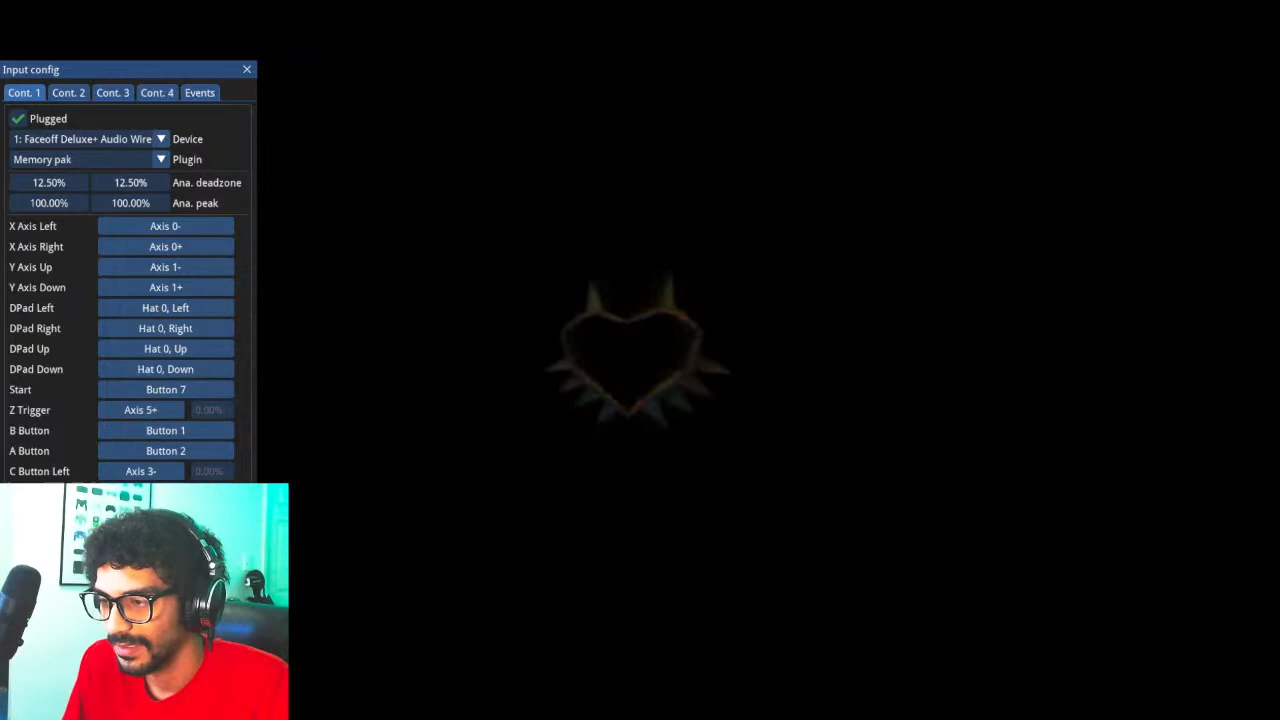 Input config
Cont. 1 Cont. 2 Cont. 3 Cont. 4 Events
Plugged
1: Faceoff Deluxe+ Audio Wire Device
Memory pak Plugin
12.50% 12.50% Ana. deadzone
100.00% 100.00% Ana. peak
X Axis Left Axis 0-
X Axis Right Axis 0+
Y Axis Up Axis 1-
Y Axis Down Axis 1+
DPad Left Hat 0, Left
DPad Right Hat 0, Right
DPad Up Hat 0, Up
DPad Down Hat 0, Down
Start Button 7
Z Trigger Axis 5+ 0.00%
B Button Button 1
A Button Button 2
C Button Left Axis 3- 0.00%